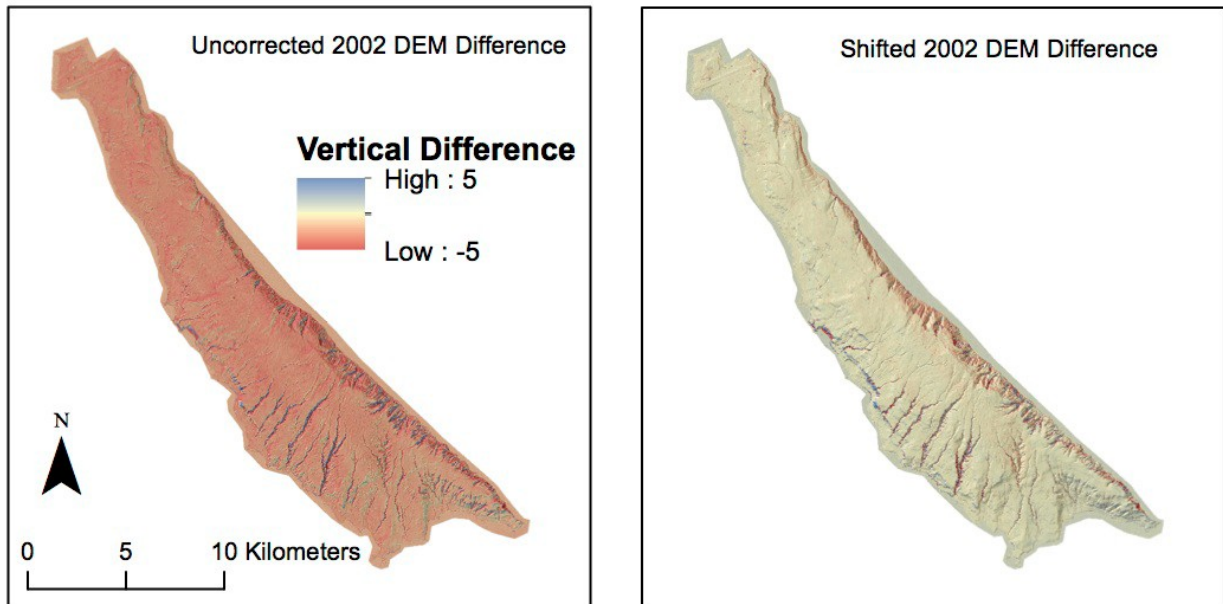 Uncorrected 2002 DEM Difference
Vertical Difference
High : 5
Low : -5
N
0 5 10 Kilometers
Shifted 2002 DEM Difference